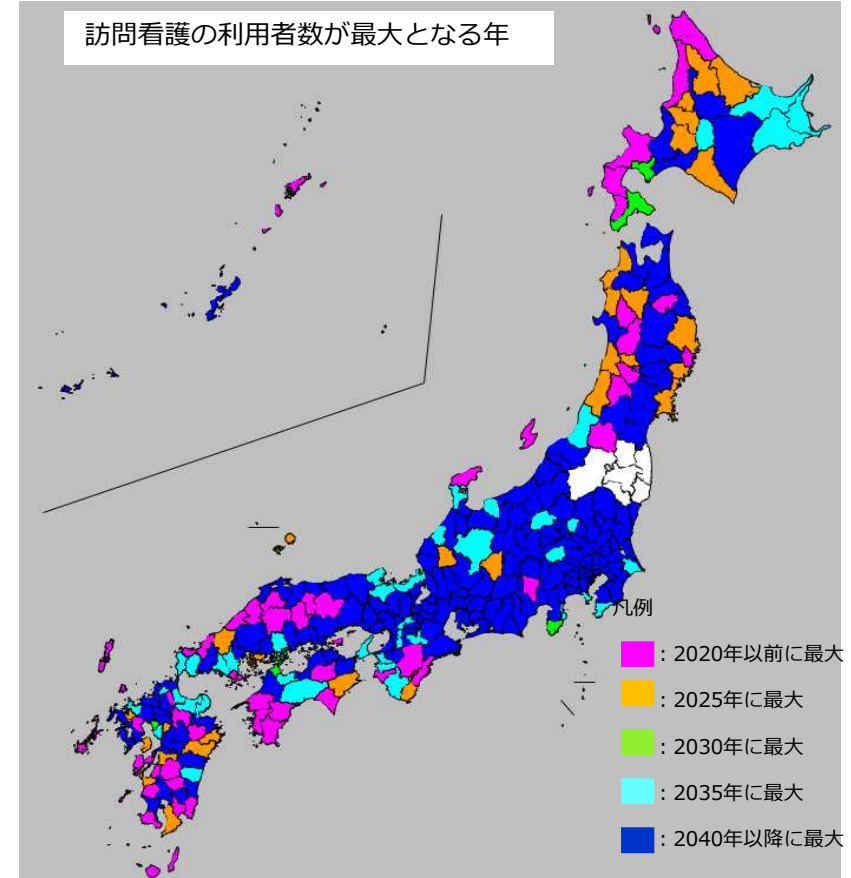 訪問看護の利用者数が最大となる年
凡例
：2020年以前に最大
：2025年に最大
：2030年に最大
：2035年に最大
：2040年以降に最大